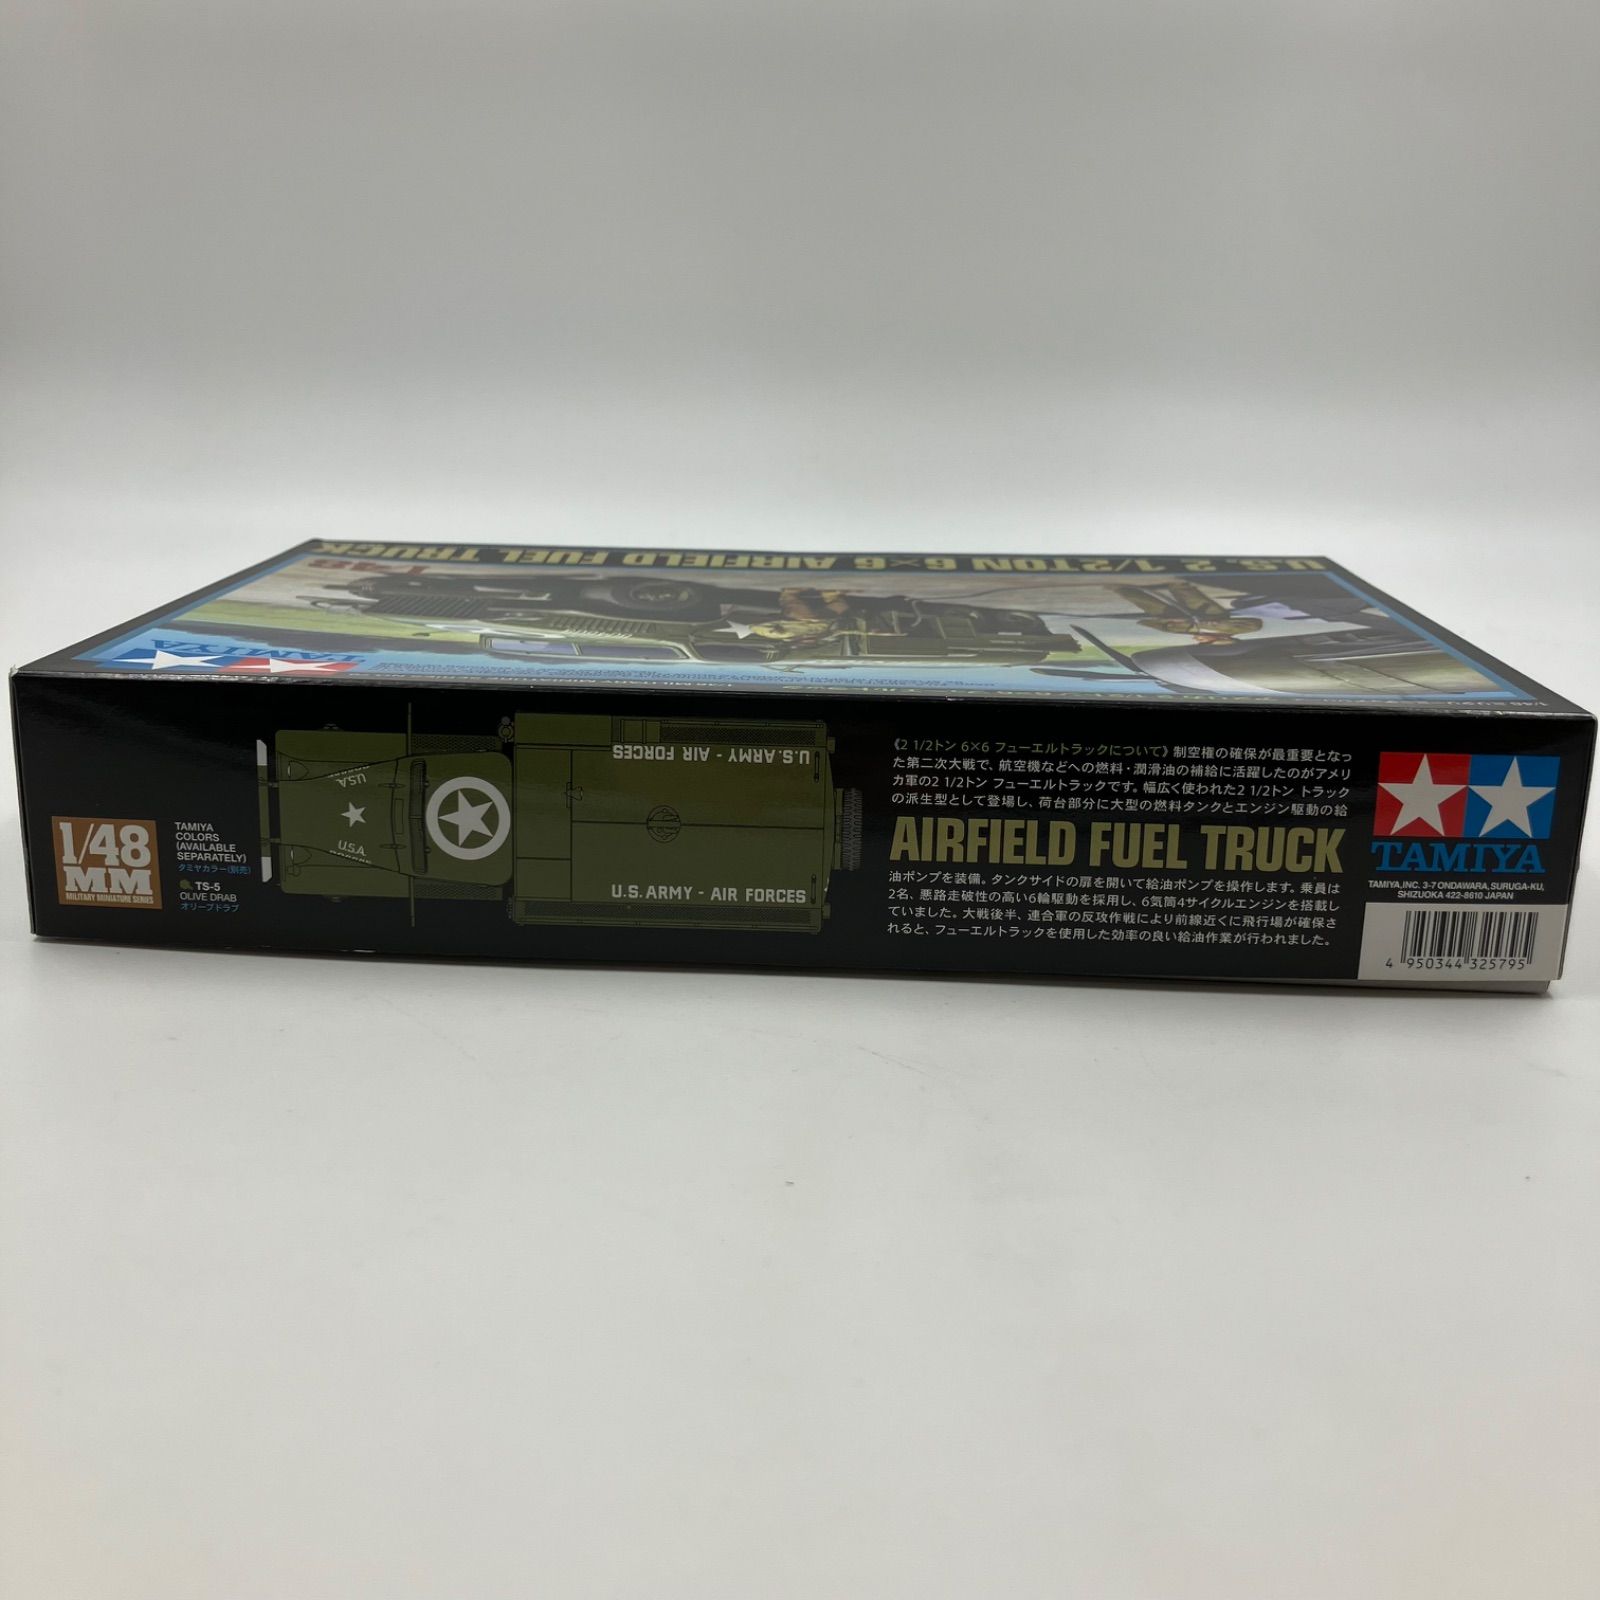 U.S. 2 1/2TON 6×6 AIRFIELD FUEL TRUCK
1:48
TAMIYA
1/48
MM
MILITARY MINIATURE SERIES
TAMIYA
COLORS
(AVAILABLE
SEPARATELY)
タミヤカラー(別売)
TS-5
OLIVE DRAB
オリーブドラブ
U.S.A.
U.S.A.
U.S. ARMY - AIR FORCES
U.S. ARMY - AIR FORCES
《2 1/2トン 6×6 フューエルトラックについて》制空権の確保が最重要となっ
た第二次大戦で、航空機などへの燃料・潤滑油の補給に活躍したのがアメリ
カ軍の2 1/2トン フューエルトラックです。幅広く使われた2 1/2トン トラック
の派生型として登場し、荷台部分に大型の燃料タンクとエンジン駆動の給
AIRFIELD FUEL TRUCK
油ポンプを装備。タンクサイドの扉を開いて給油ポンプを操作します。乗員は
2名、悪路走破性の高い6輪駆動を採用し、6気筒4サイクルエンジンを搭載し
ていました。大戦後半、連合軍の反攻作戦により前線近くに飛行場が確保さ
れると、フューエルトラックを使用した効率の良い給油作業が行われました。
TAMIYA
TAMIYA, INC. 3-7 ONDAWARA, SURUGA-KU,
SHIZUOKA 422-8610 JAPAN
4 950344 325795